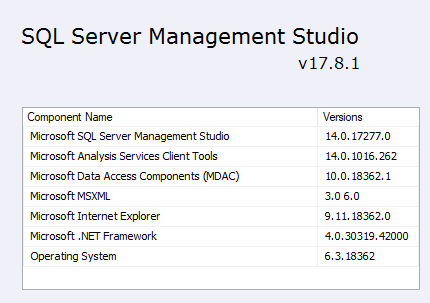 SQL Server Management Studio
v17.8.1
Component Name Versions
Microsoft SQL Server Management Studio 14.0.17277.0
Microsoft Analysis Services Client Tools 14.0.1016.262
Microsoft Data Access Components (MDAC) 10.0.18362.1
Microsoft MSXML 3.0 6.0
Microsoft Internet Explorer 9.11.18362.0
Microsoft .NET Framework 4.0.30319.42000
Operating System 6.3.18362